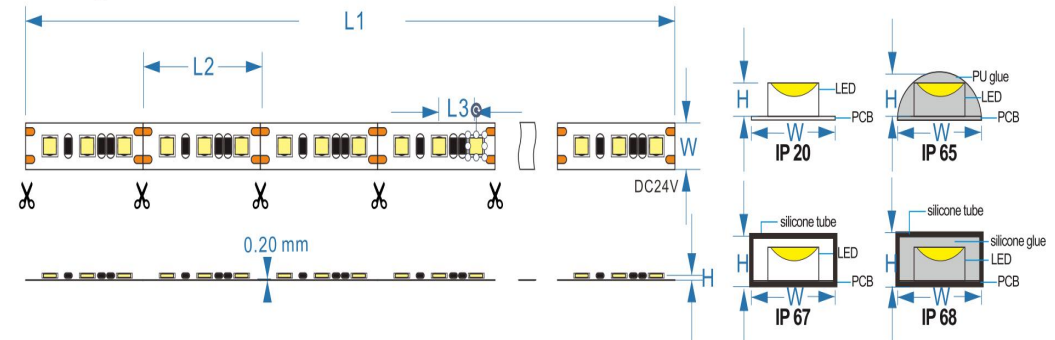 L1
L2
L3
W
DC24V
0.20 mm
H
H
LED
PCB
W
IP 20
PU glue
H
LED
PCB
W
IP 65
silicone tube
H
LED
PCB
W
IP 67
silicone tube
silicone glue
H
LED
PCB
W
IP 68